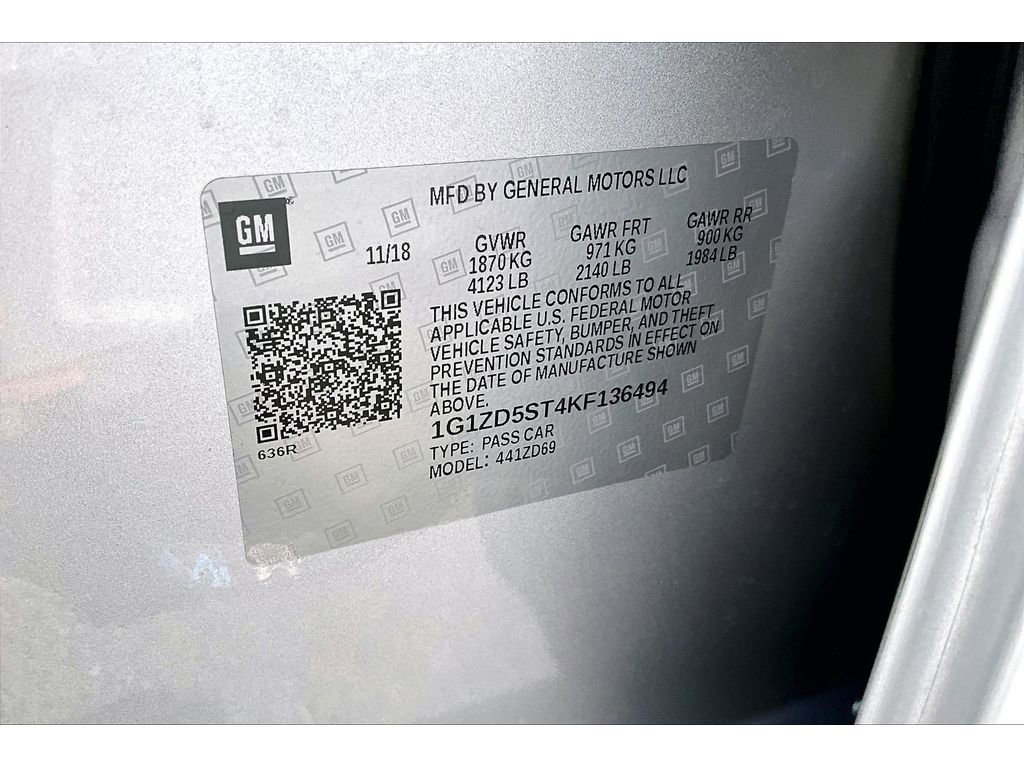 MFD BY GENERAL MOTORS LLC
GM
11/18
GVWR GAWR FRT GAWR RR
1870 KG 971 KG 900 KG
4123 LB 2140 LB 1984 LB
THIS VEHICLE CONFORMS TO ALL
APPLICABLE U.S. FEDERAL MOTOR
VEHICLE SAFETY, BUMPER, AND THEFT
PREVENTION STANDARDS IN EFFECT ON
THE DATE OF MANUFACTURE SHOWN
ABOVE.
1G1ZD5ST4KF136494
TYPE: PASS CAR
MODEL: 441ZD69
636R